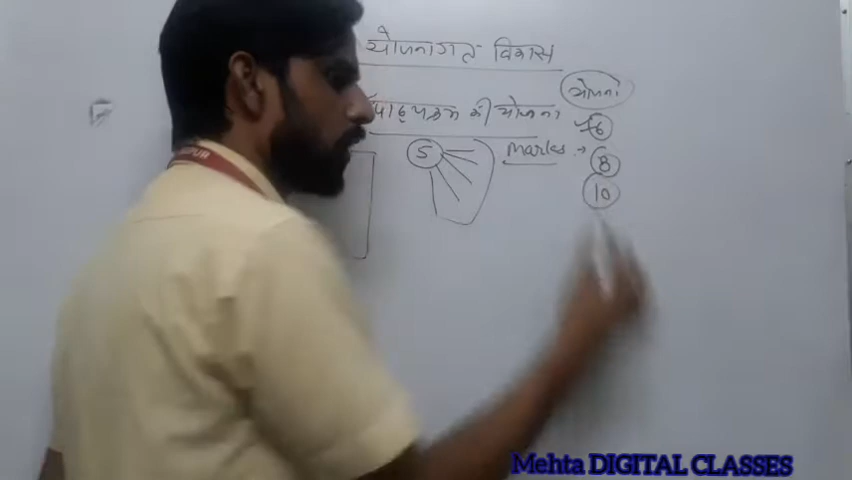 योजनागत विकास
योजना
पाठ्यक्रम की योजना
6
5
Marks
8
10
Mehta DIGITAL CLASSES